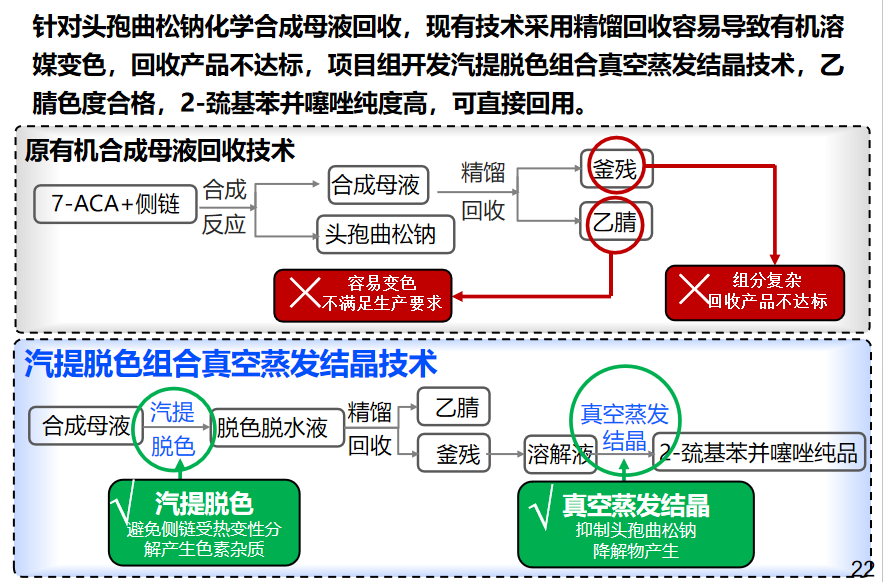 针对头孢曲松钠化学合成母液回收，现有技术采用精馏回收容易导致有机溶
媒变色，回收产品不达标，项目组开发汽提脱色组合真空蒸发结晶技术，乙
腈色度合格，2-巯基苯并噻唑纯度高，可直接回用。
原有机合成母液回收技术
7-ACA+侧链
合成
反应
合成母液
头孢曲松钠
精馏
回收
釜残
乙腈
容易变色
不满足生产要求
组分复杂
回收产品不达标
汽提脱色组合真空蒸发结晶技术
合成母液
汽提
脱色
脱色脱水液
精馏
回收
乙腈
釜残
溶解液
真空蒸发
结晶
2-巯基苯并噻唑纯品
汽提脱色
避免侧链受热变性分
解产生色素杂质
真空蒸发结晶
抑制头孢曲松钠
降解物产生
22